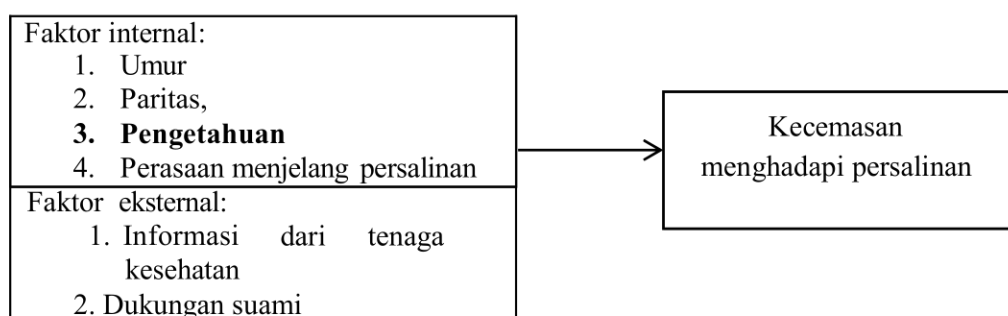 Faktor internal:
1. Umur
2. Paritas,
3. Pengetahuan
4. Perasaan menjelang persalinan
Faktor eksternal:
1. Informasi dari tenaga
kesehatan
2. Dukungan suami
Kecemasan
menghadapi persalinan